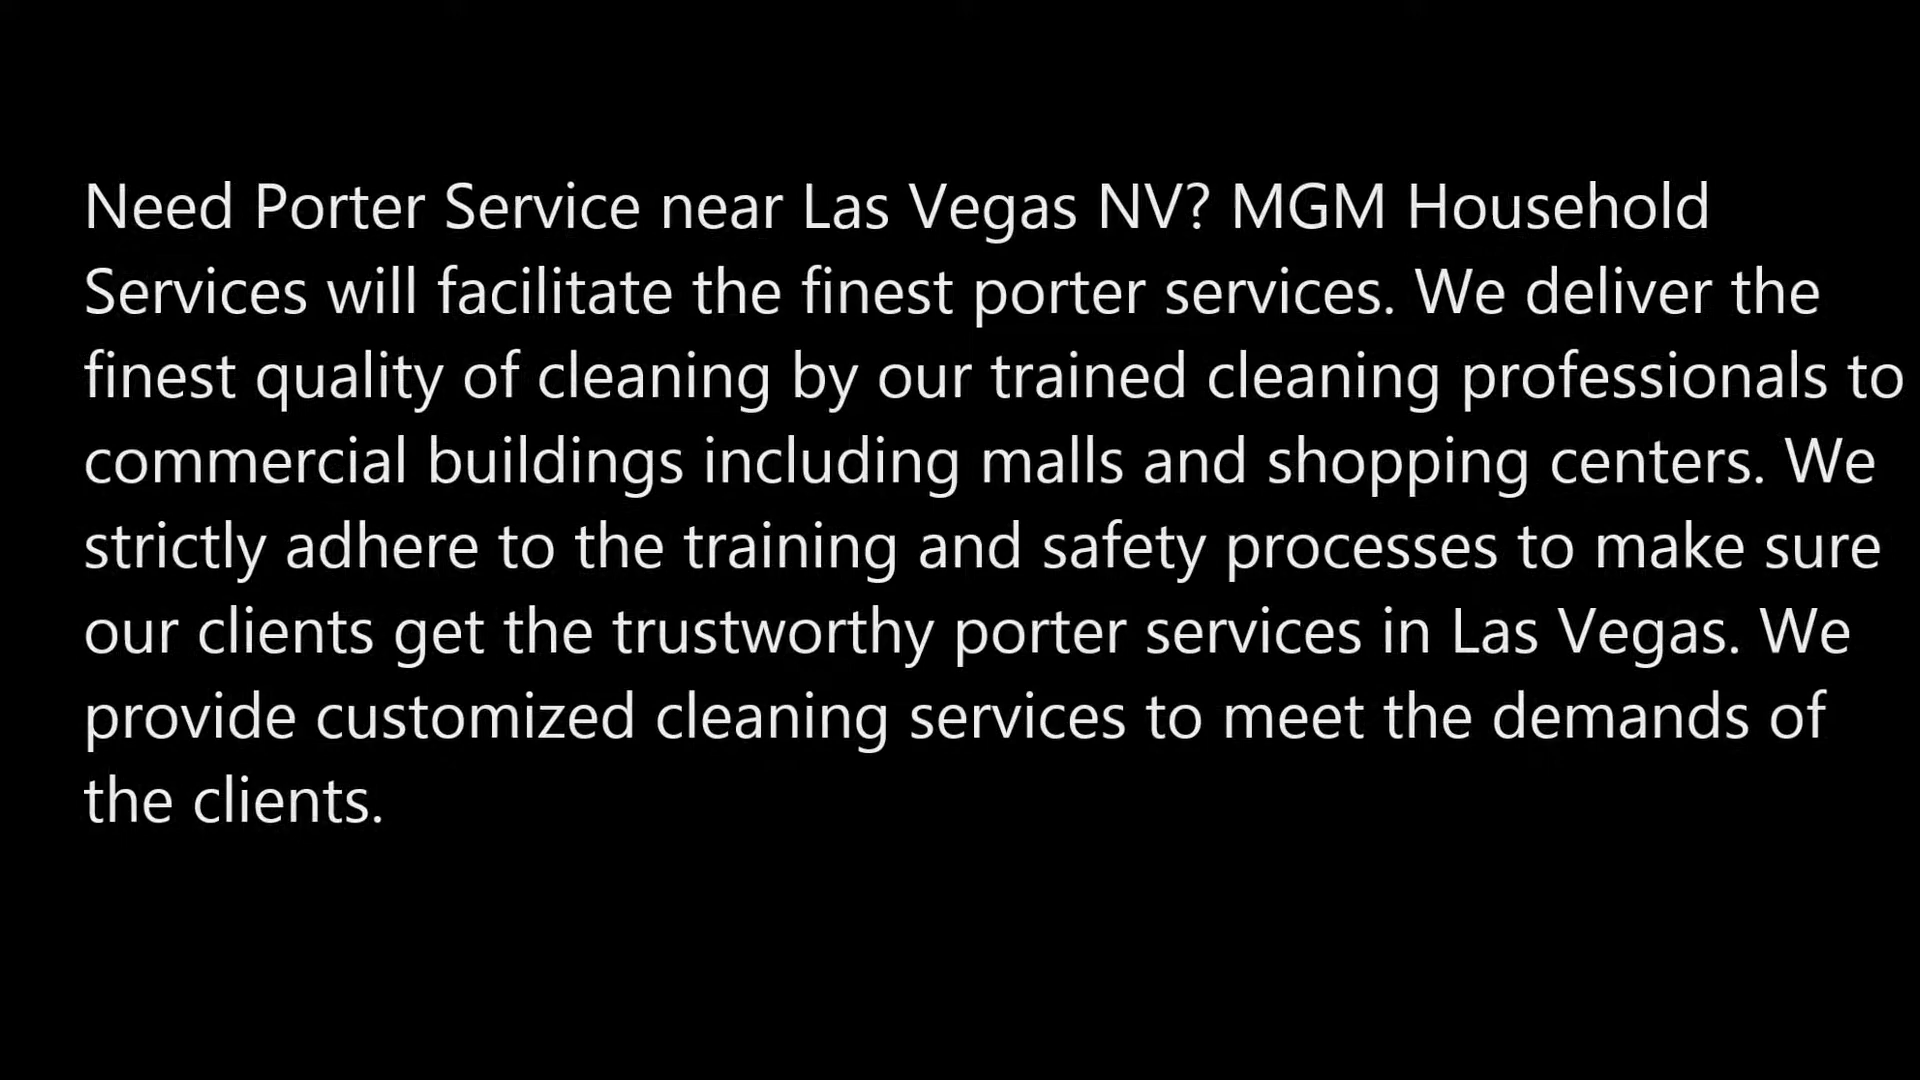 Need Porter Service near Las Vegas NV? MGM Household
Services will facilitate the finest porter services. We deliver the
finest quality of cleaning by our trained cleaning professionals to
commercial buildings including malls and shopping centers. We
strictly adhere to the training and safety processes to make sure
our clients get the trustworthy porter services in Las Vegas. We
provide customized cleaning services to meet the demands of
the clients.